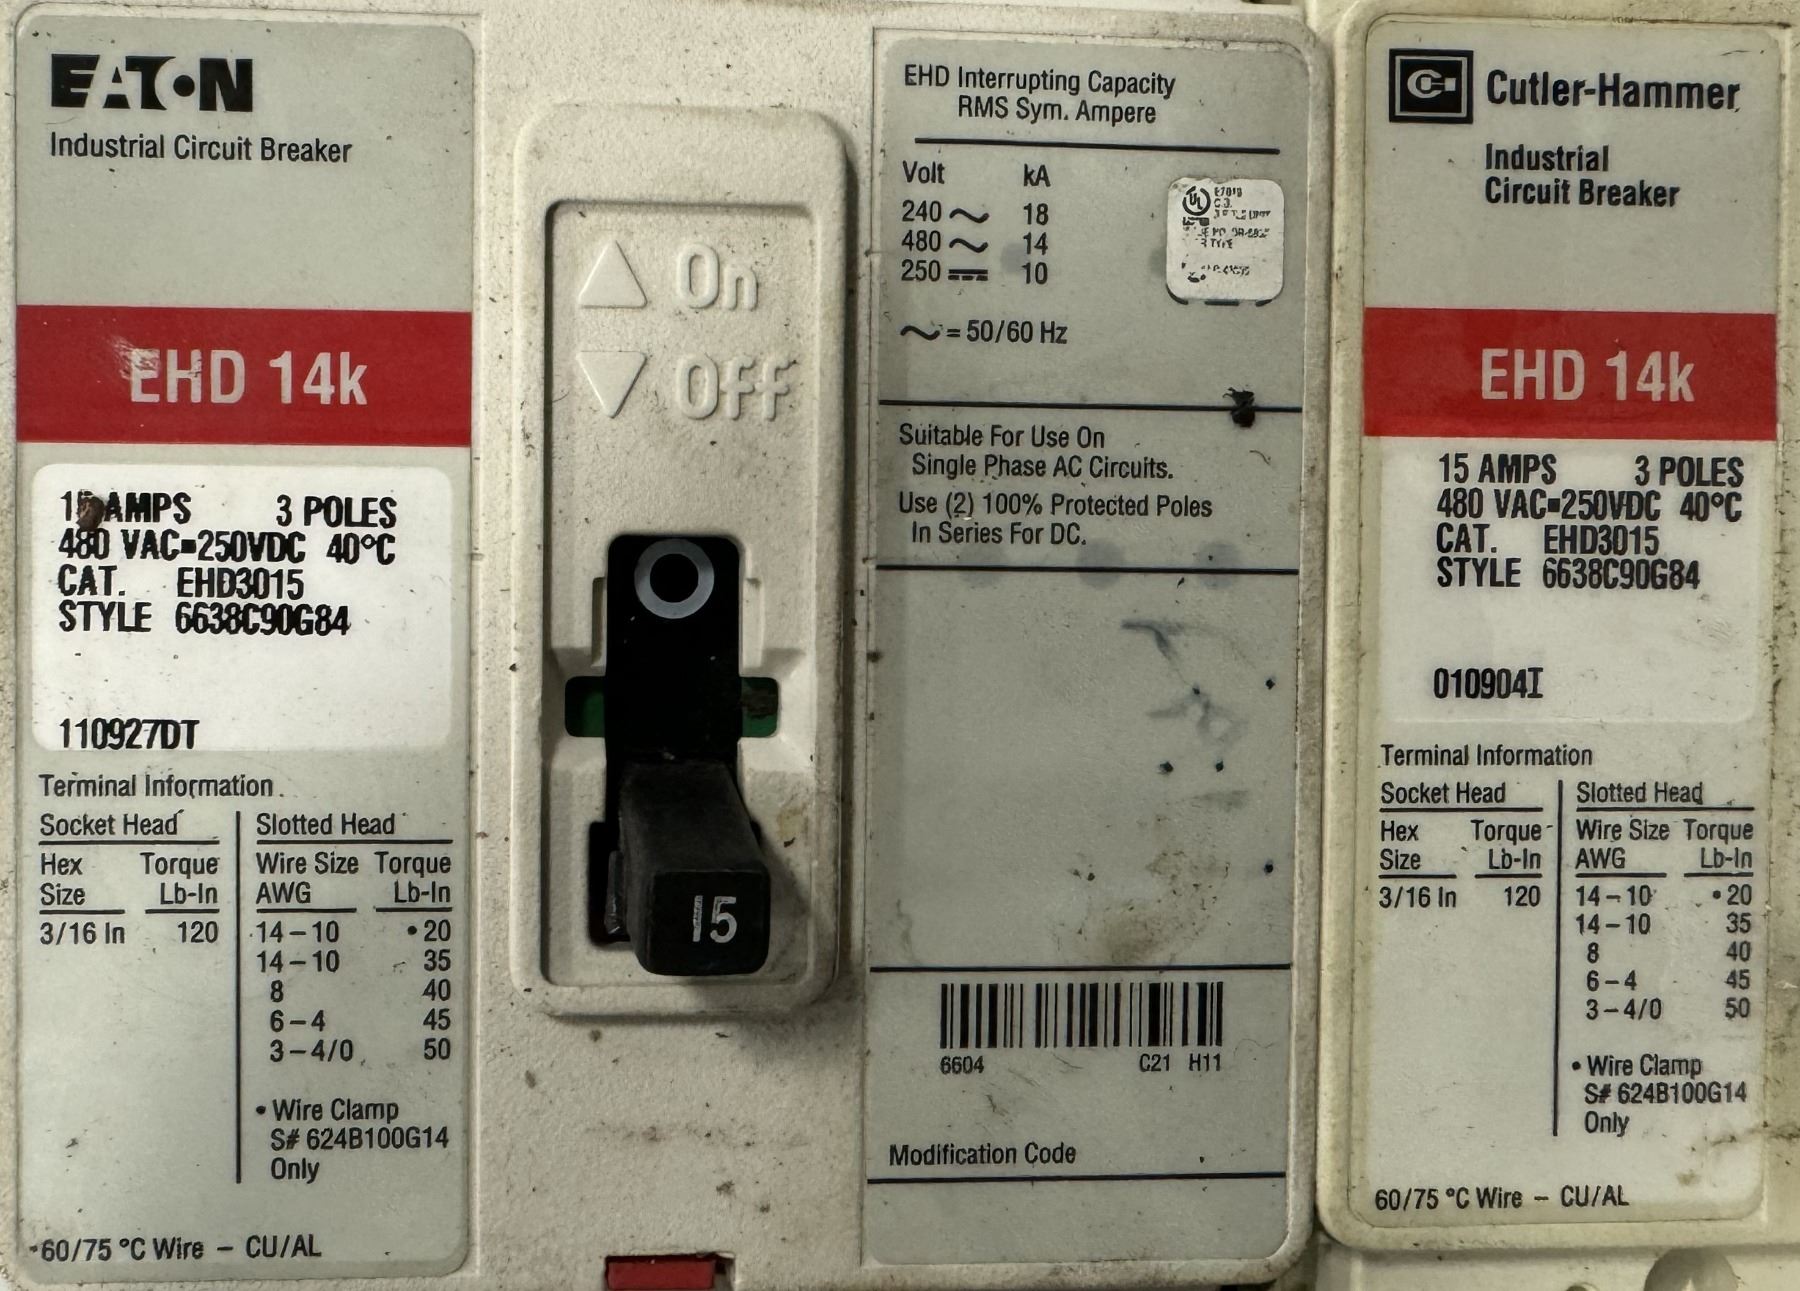 EATON
Industrial Circuit Breaker
EHD 14k
15 AMPS 3 POLES
480 VAC▪250VDC 40°C
CAT. EHD3015
STYLE 6638C90G84
110927DT
Terminal Information
Socket Head
Hex Torque
Size Lb-In
3/16 In 120
Slotted Head
Wire Size Torque
AWG Lb-In
14–10 •20
14–10 35
8 40
6–4 45
3–4/0 50
• Wire Clamp
S# 624B100G14
Only
60/75 °C Wire – CU/AL
On
Off
O
15
EHD Interrupting Capacity
RMS Sym. Ampere
Volt kA
240 ~ 18
480 ~ 14
250 ⎓ 10
~ = 50/60 Hz
UL
Suitable For Use On
Single Phase AC Circuits.
Use (2) 100% Protected Poles
In Series For DC.
6604 C21 H11
Modification Code
Cutler-Hammer
Industrial
Circuit Breaker
EHD 14k
15 AMPS 3 POLES
480 VAC▪250VDC 40°C
CAT. EHD3015
STYLE 6638C90G84
010904I
Terminal Information
Socket Head
Hex Torque
Size Lb-In
3/16 In 120
Slotted Head
Wire Size Torque
AWG Lb-In
14–10 •20
14–10 35
8 40
6–4 45
3–4/0 50
• Wire Clamp
S# 624B100G14
Only
60/75 °C Wire – CU/AL